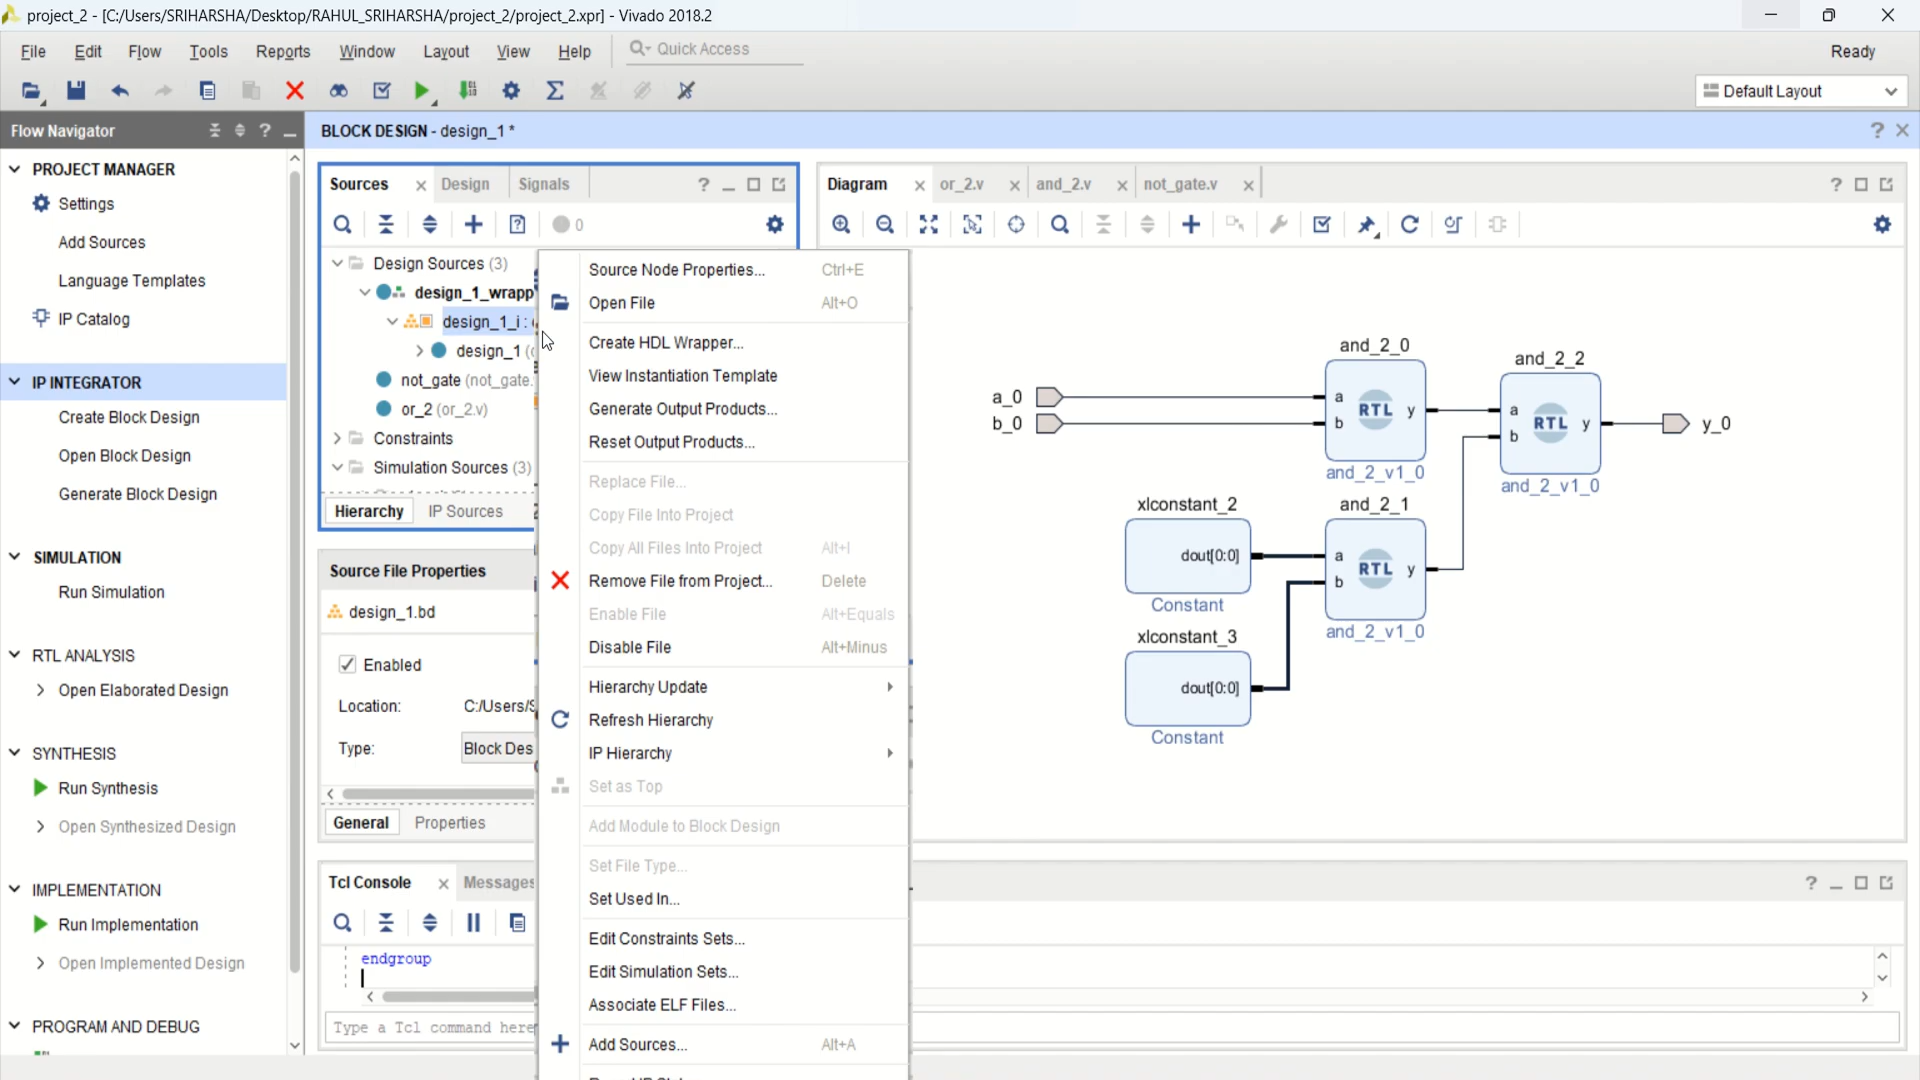 project_2 - [C:/Users/SRIHARSHA/Desktop/RAHUL_SRIHARSHA/project_2/project_2.xpr] - Vivado 2018.2
File Edit Flow Tools Reports Window Layout View Help Quick Access Ready
Default Layout
Flow Navigator
PROJECT MANAGER
Settings
Add Sources
Language Templates
IP Catalog
IP INTEGRATOR
Create Block Design
Open Block Design
Generate Block Design
SIMULATION
Run Simulation
RTL ANALYSIS
Open Elaborated Design
SYNTHESIS
Run Synthesis
Open Synthesized Design
IMPLEMENTATION
Run Implementation
Open Implemented Design
PROGRAM AND DEBUG
BLOCK DESIGN - design_1 *
Sources Design Signals
0
Design Sources (3)
design_1_wrapp
design_1_i :
design_1 (
not_gate (not_gate.
or_2 (or_2.v)
Constraints
Simulation Sources (3)
Hierarchy IP Sources
Source File Properties
design_1.bd
Enabled
Location: C:/Users/S
Type: Block Des
General Properties
Tcl Console Messages
endgroup
Type a Tcl command here
Source Node Properties... Ctrl+E
Open File Alt+O
Create HDL Wrapper...
View Instantiation Template
Generate Output Products...
Reset Output Products...
Replace File...
Copy File Into Project
Copy All Files Into Project Alt+I
Remove File from Project... Delete
Enable File Alt+Equals
Disable File Alt+Minus
Hierarchy Update
Refresh Hierarchy
IP Hierarchy
Set as Top
Add Module to Block Design
Set File Type...
Set Used In...
Edit Constraints Sets...
Edit Simulation Sets...
Associate ELF Files...
Add Sources... Alt+A
Diagram or_2.v and_2.v not_gate.v
and_2_0
a_0
b_0
a
b
RTL
y
and_2_v1_0
and_2_2
a
b
RTL
y
and_2_v1_0
y_0
xlconstant_2
dout[0:0]
Constant
and_2_1
a
b
RTL
y
and_2_v1_0
xlconstant_3
dout[0:0]
Constant